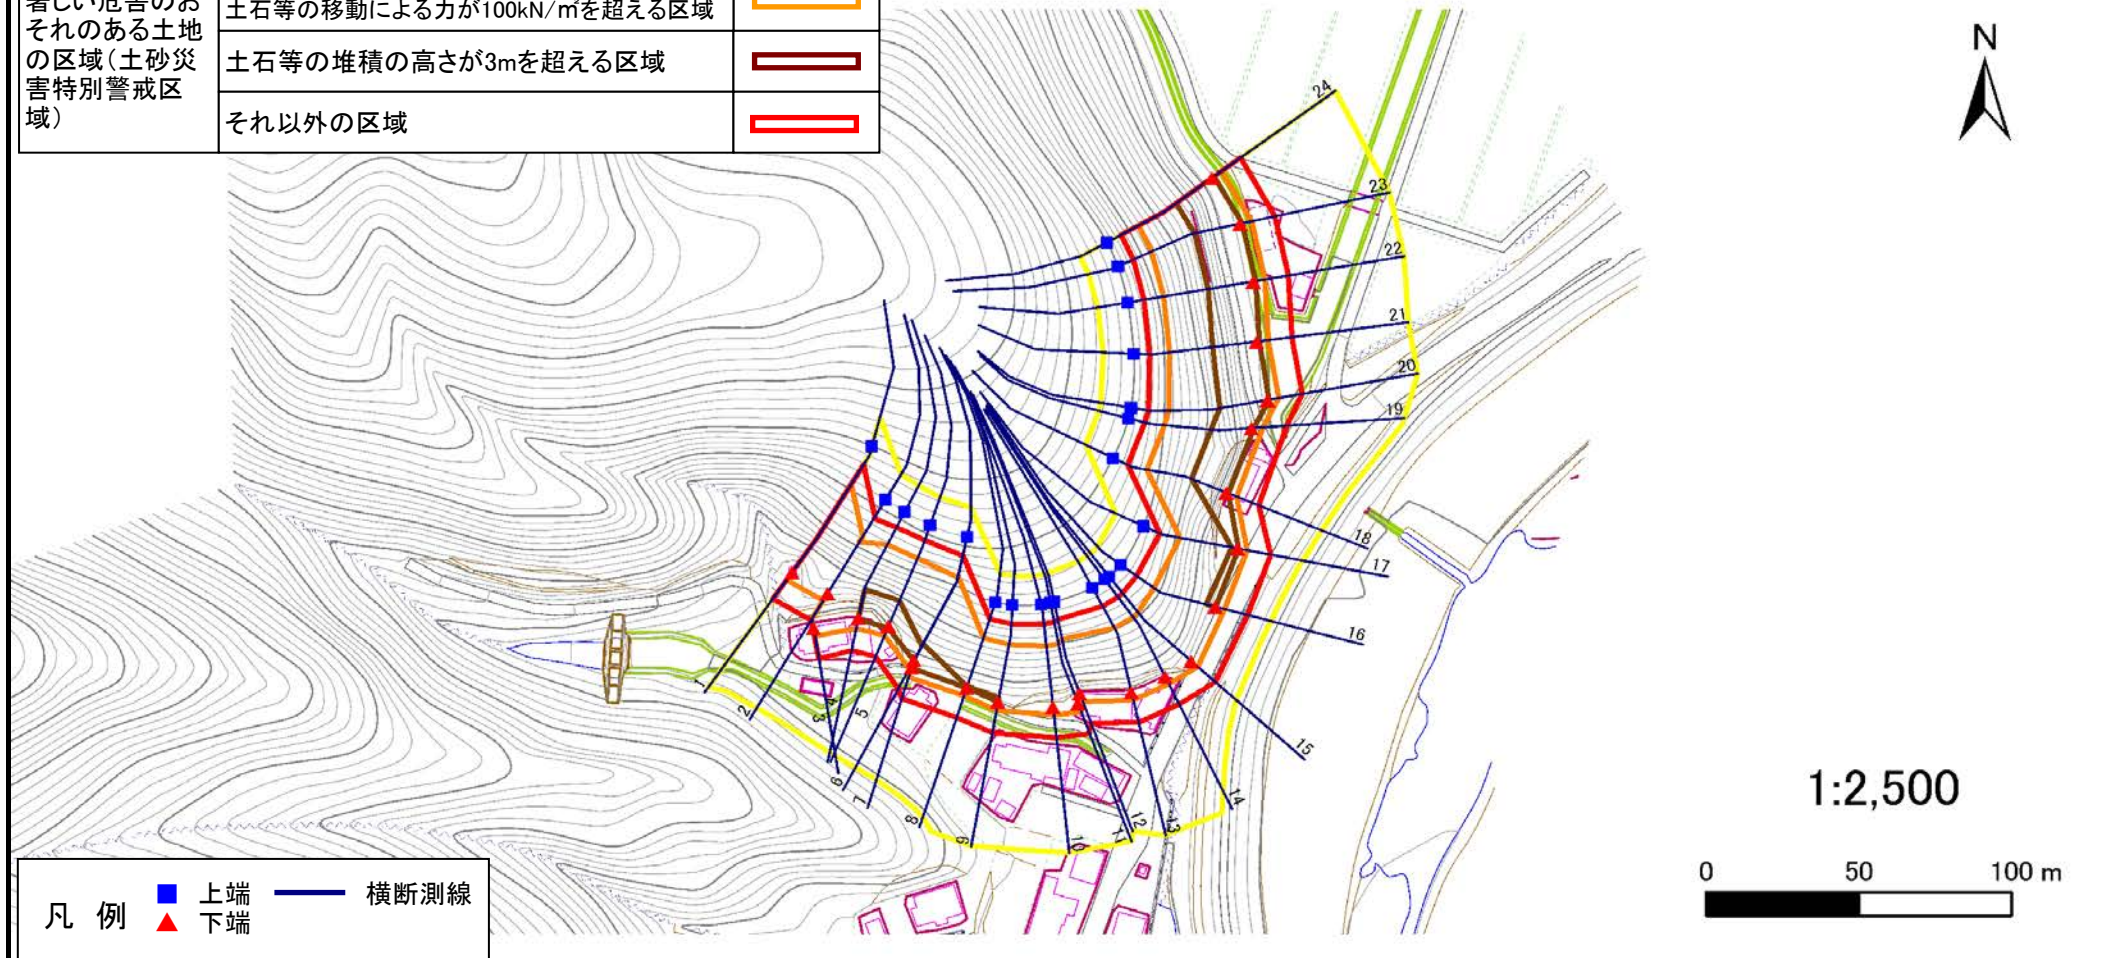 著しい危害のお
それのある土地
の区域(土砂災
害特別警戒区
域)
土石等の移動による力が100kN/㎡を超える区域
土石等の堆積の高さが3mを超える区域
それ以外の区域
N
24
23
22
21
20
19
18
17
16
15
14
13
12
11
10
9
8
7
6
5
4
3
2
1
1:2,500
0 50 100 m
凡 例
上端
横断測線
下端